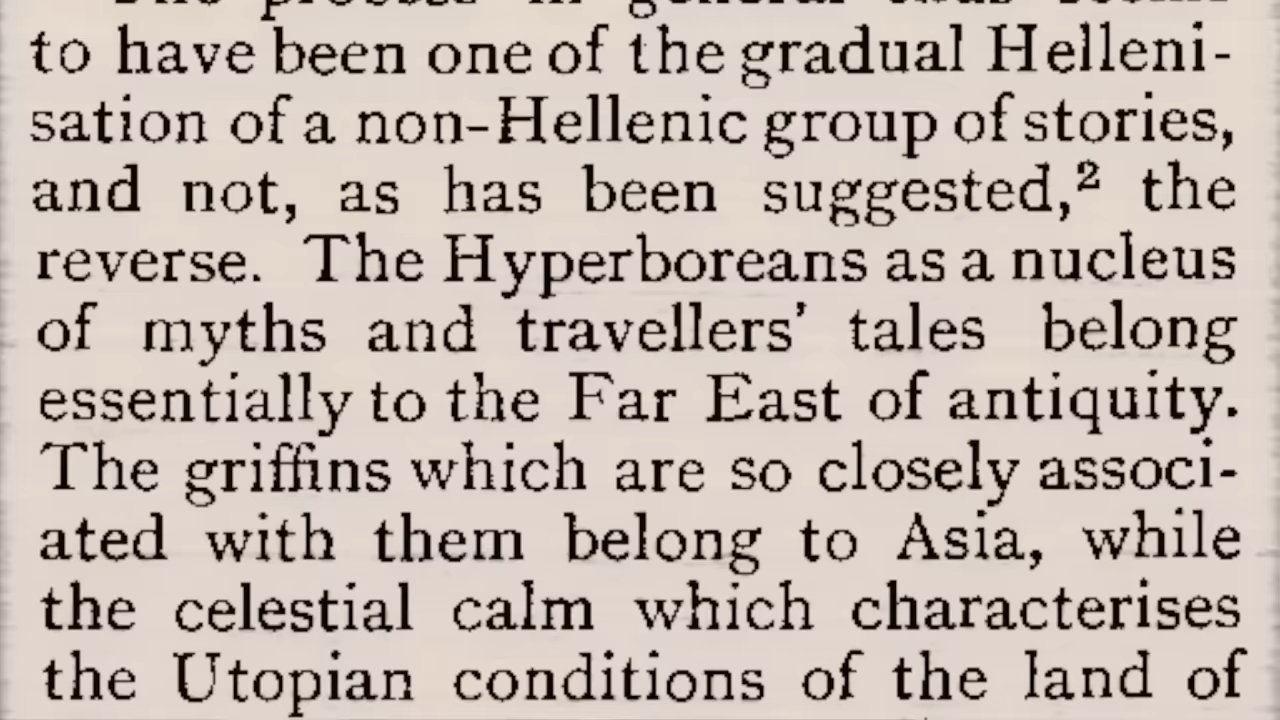 to have been one of the gradual Helleni-
sation of a non-Hellenic group of stories,
and not, as has been suggested,² the
reverse. The Hyperboreans as a nucleus
of myths and travellers' tales belong
essentially to the Far East of antiquity.
The griffins which are so closely associ-
ated with them belong to Asia, while
the celestial calm which characterises
the Utopian conditions of the land of